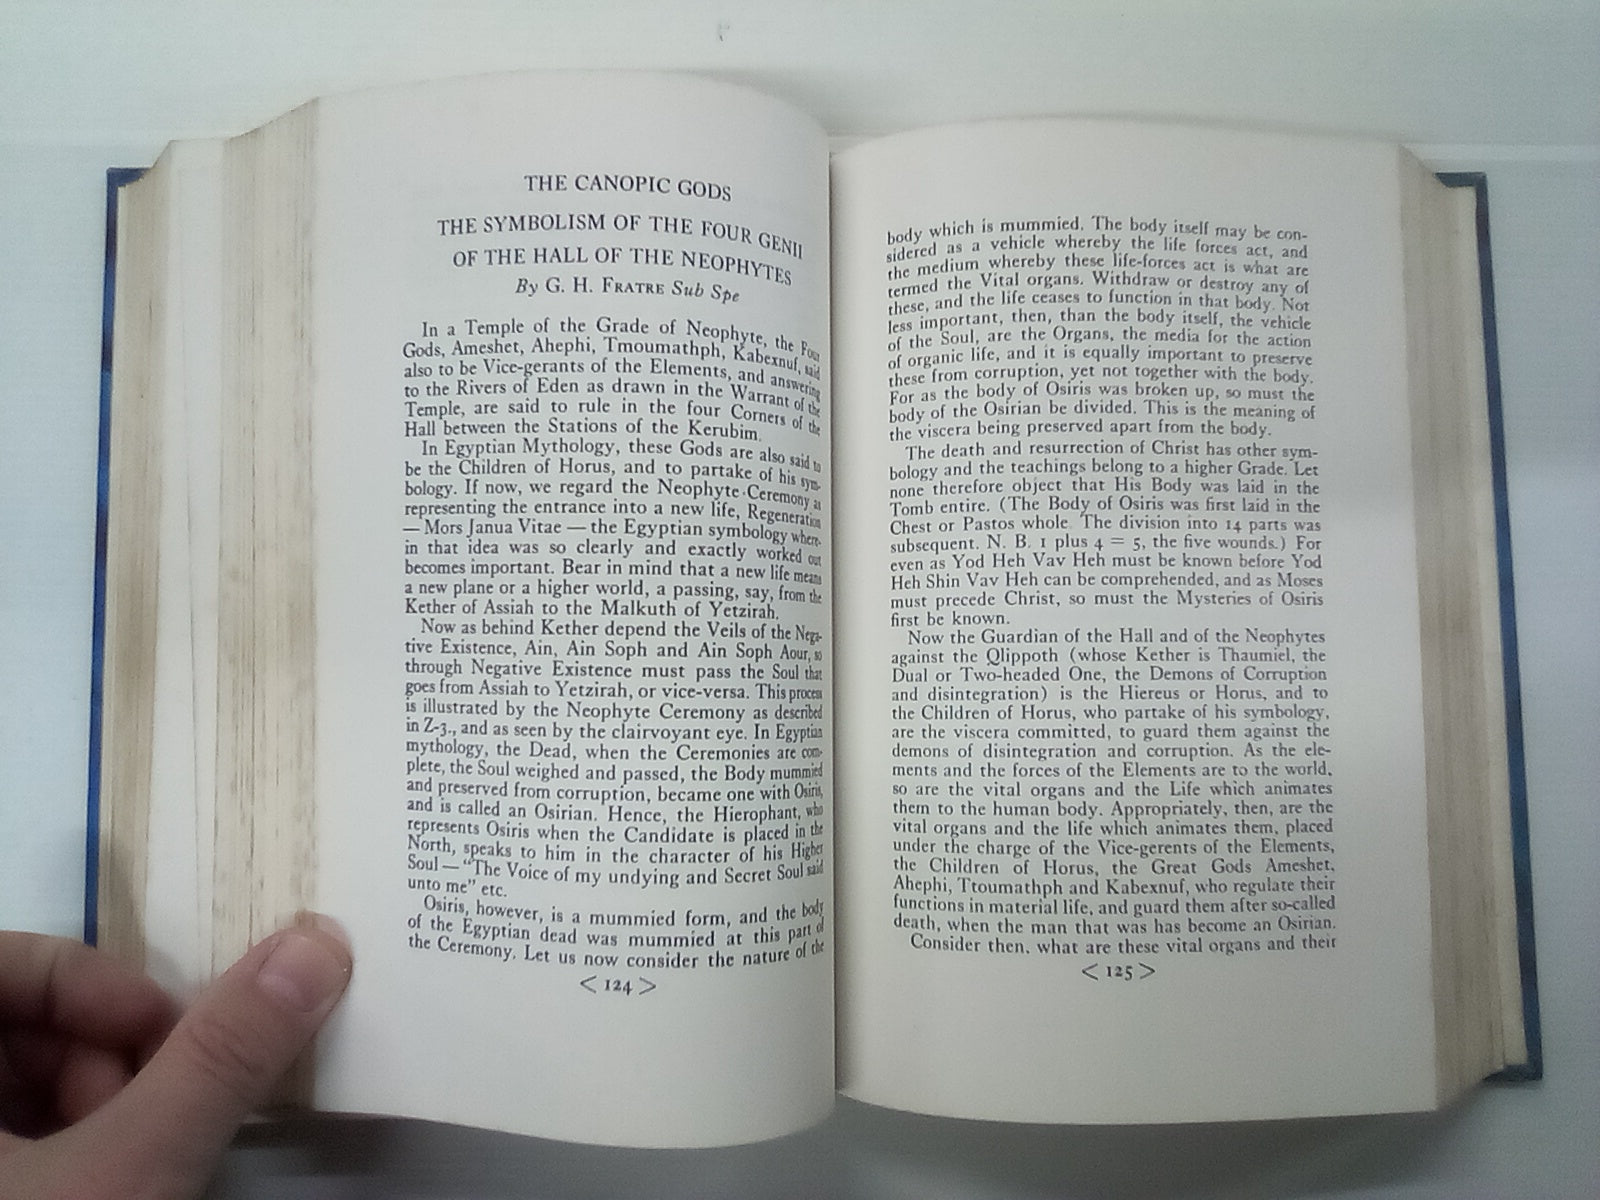 THE CANOPIC GODS
THE SYMBOLISM OF THE FOUR GENII
OF THE HALL OF THE NEOPHYTES
By G. H. FRATRE Sub Spe
In a Temple of the Grade of Neophyte, the Four
Gods, Ameshet, Ahephi, Tmoumathph, Kabexnuf, said
also to be Vice-gerants of the Elements, and answering
to the Rivers of Eden as drawn in the Warrant of the
Temple, are said to rule in the four Corners of the
Hall between the Stations of the Kerubim.
In Egyptian Mythology, these Gods are also said to
be the Children of Horus, and to partake of his sym-
bology. If now, we regard the Neophyte Ceremony as
representing the entrance into a new life, Regeneration
— Mors Janua Vitae — the Egyptian symbology where-
in that idea was so clearly and exactly worked out
becomes important. Bear in mind that a new life means
a new plane or a higher world, a passing, say, from the
Kether of Assiah to the Malkuth of Yetzirah.
Now as behind Kether depend the Veils of the Nega-
tive Existence, Ain, Ain Soph and Ain Soph Aour, so
through Negative Existence must pass the Soul that
goes from Assiah to Yetzirah, or vice-versa. This process
is illustrated by the Neophyte Ceremony as described
in Z-3., and as seen by the clairvoyant eye. In Egyptian
mythology, the Dead, when the Ceremonies are com-
plete, the Soul weighed and passed, the Body mummied
and preserved from corruption, became one with Osiris,
and is called an Osirian. Hence, the Hierophant, who
represents Osiris when the Candidate is placed in the
North, speaks to him in the character of his Higher
Soul — "The Voice of my undying and Secret Soul said
unto me" etc.
Osiris, however, is a mummied form, and the body
of the Egyptian dead was mummied at this part of
the Ceremony. Let us now consider the nature of the
< 124 >
body which is mummied. The body itself may be con-
sidered as a vehicle whereby the life forces act, and
the medium whereby these life-forces act is what are
termed the Vital organs. Withdraw or destroy any of
these, and the life ceases to function in that body. Not
less important, then, than the body itself, the vehicle
of the Soul, are the Organs, the media for the action
of organic life, and it is equally important to preserve
these from corruption, yet not together with the body.
For as the body of Osiris was broken up, so must the
body of the Osirian be divided. This is the meaning of
the viscera being preserved apart from the body.
The death and resurrection of Christ has other sym-
bology and the teachings belong to a higher Grade. Let
none therefore object that His Body was laid in the
Tomb entire. (The Body of Osiris was first laid in the
Chest or Pastos whole. The division into 14 parts was
subsequent. N. B. 1 plus 4 = 5, the five wounds.) For
even as Yod Heh Vav Heh must be known before Yod
Heh Shin Vav Heh can be comprehended, and as Moses
must precede Christ, so must the Mysteries of Osiris
first be known.
Now the Guardian of the Hall and of the Neophytes
against the Qlippoth (whose Kether is Thaumiel, the
Dual or Two-headed One, the Demons of Corruption
and disintegration) is the Hiereus or Horus, and to
the Children of Horus, who partake of his symbology,
are the viscera committed, to guard them against the
demons of disintegration and corruption. As the ele-
ments and the forces of the Elements are to the world,
so are the vital organs and the Life which animates
them to the human body. Appropriately, then, are the
vital organs and the life which animates them, placed
under the charge of the Vice-gerents of the Elements,
the Children of Horus, the Great Gods Ameshet,
Ahephi, Ttoumathph and Kabexnuf, who regulate their
functions in material life, and guard them after so-called
death, when the man that was has become an Osirian.
Consider then, what are these vital organs and their
< 125 >